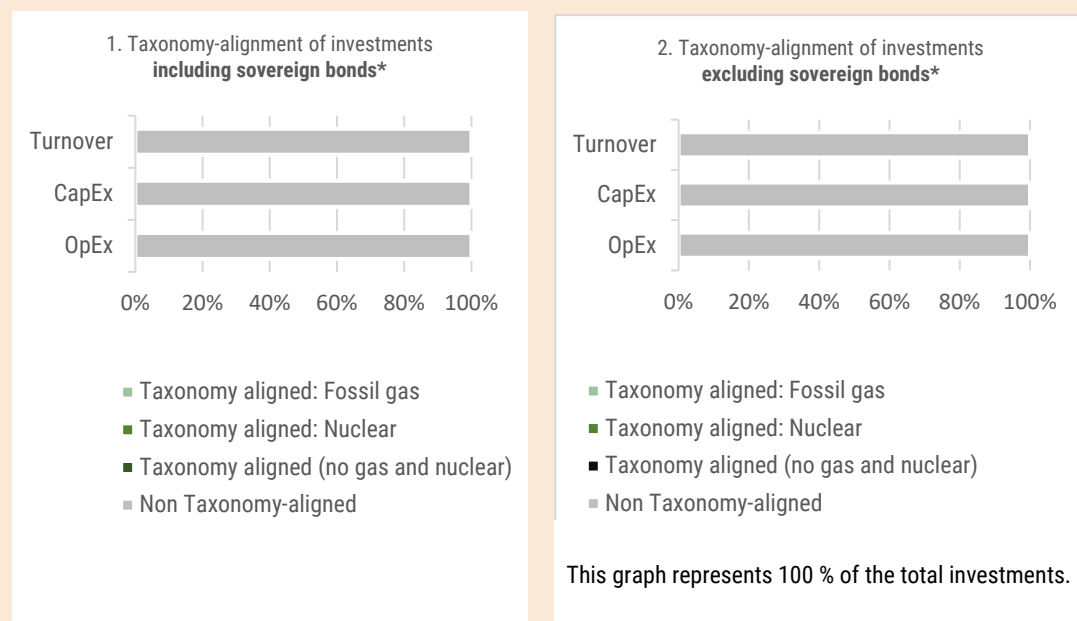 1. Taxonomy-alignment of investments
including sovereign bonds*
Turnover
CapEx
OpEx
0% 20% 40% 60% 80% 100%
Taxonomy aligned: Fossil gas
Taxonomy aligned: Nuclear
Taxonomy aligned (no gas and nuclear)
Non Taxonomy-aligned
2. Taxonomy-alignment of investments
excluding sovereign bonds*
Turnover
CapEx
OpEx
0% 20% 40% 60% 80% 100%
Taxonomy aligned: Fossil gas
Taxonomy aligned: Nuclear
Taxonomy aligned (no gas and nuclear)
Non Taxonomy-aligned
This graph represents 100 % of the total investments.